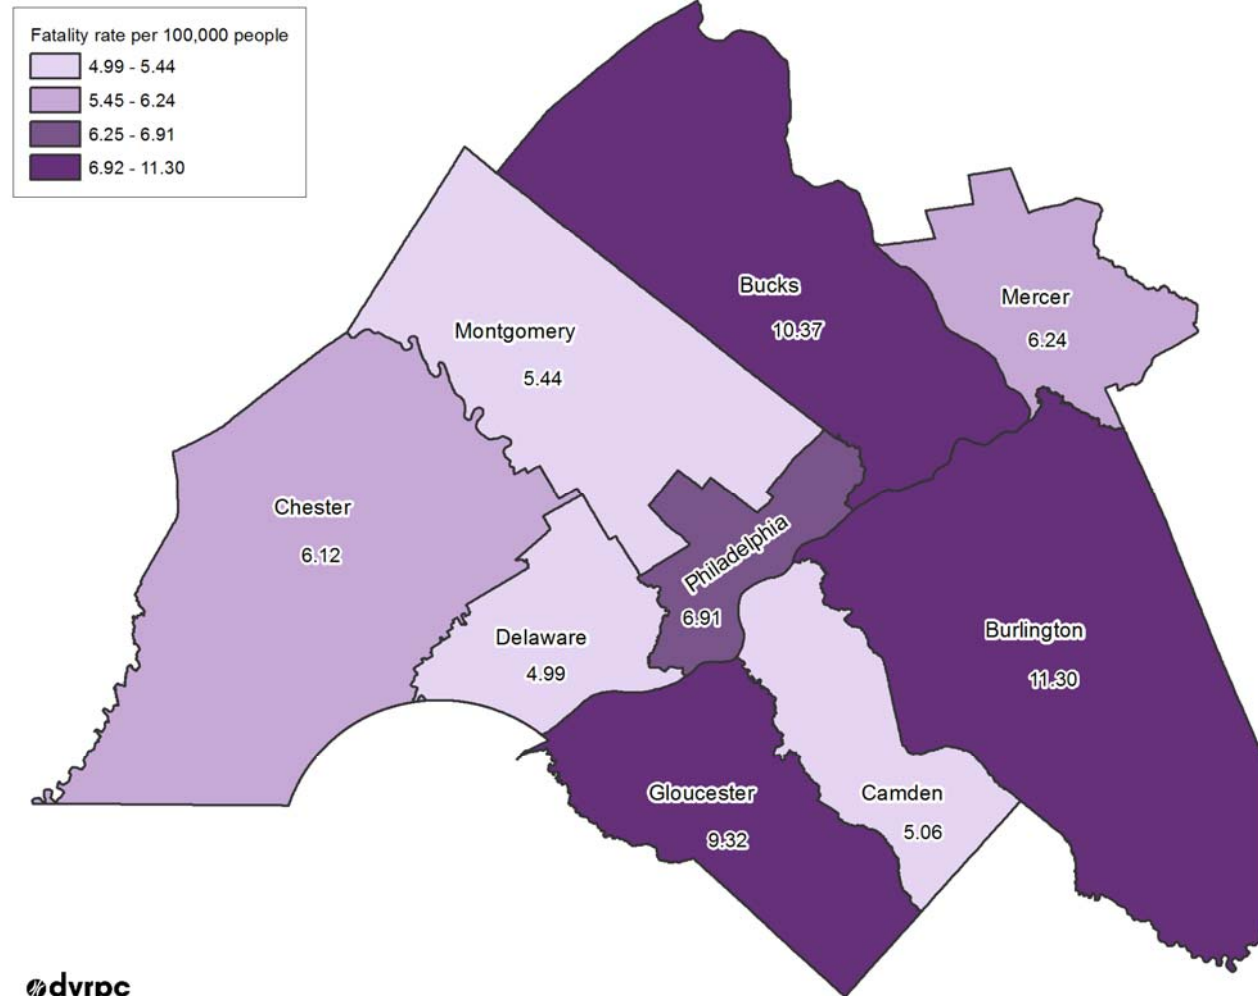 Fatality rate per 100,000 people
4.99 - 5.44
5.45 - 6.24
6.25 - 6.91
6.92 - 11.30
Bucks
10.37
Mercer
6.24
Montgomery
5.44
Chester
6.12
Philadelphia
6.91
Delaware
4.99
Burlington
11.30
Gloucester
9.32
Camden
5.06
dvrpc